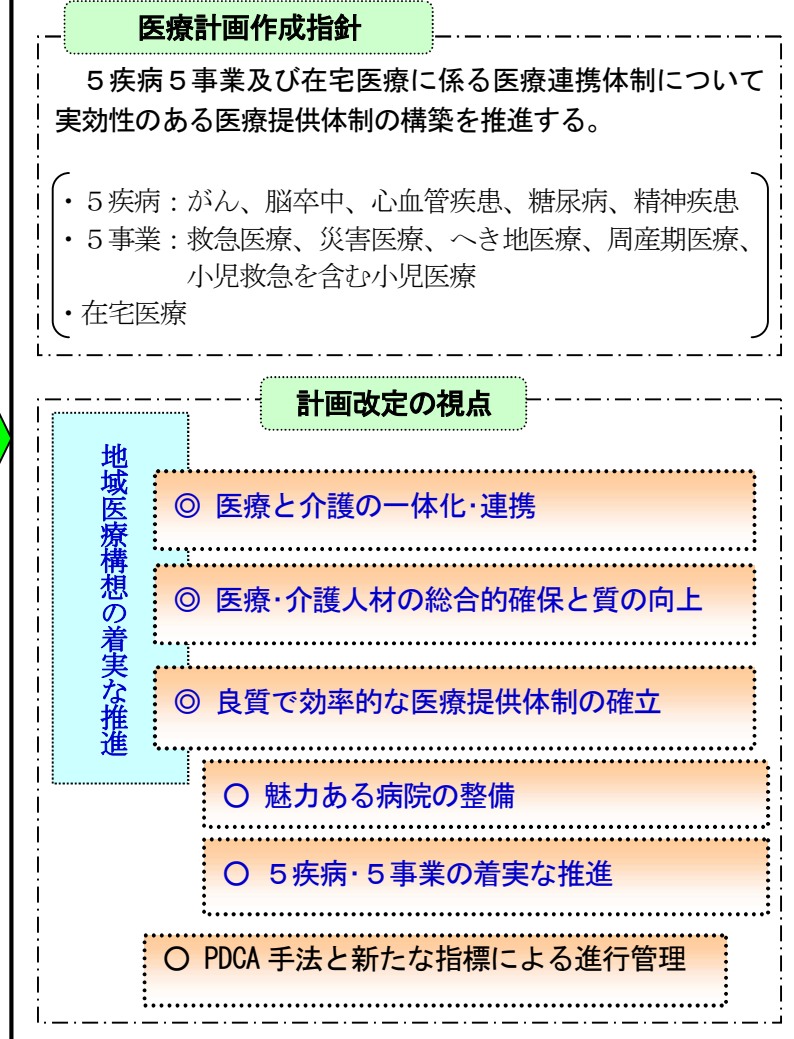 医療計画作成指針
５疾病５事業及び在宅医療に係る医療連携体制について
実効性のある医療提供体制の構築を推進する。
・５疾病：がん、脳卒中、心血管疾患、糖尿病、精神疾患
・５事業：救急医療、災害医療、へき地医療、周産期医療、
小児救急を含む小児医療
・在宅医療
計画改定の視点
地域医療構想の着実な推進
◎ 医療と介護の一体化･連携
◎ 医療･介護人材の総合的確保と質の向上
◎ 良質で効率的な医療提供体制の確立
○ 魅力ある病院の整備
○ ５疾病･５事業の着実な推進
○ PDCA 手法と新たな指標による進行管理